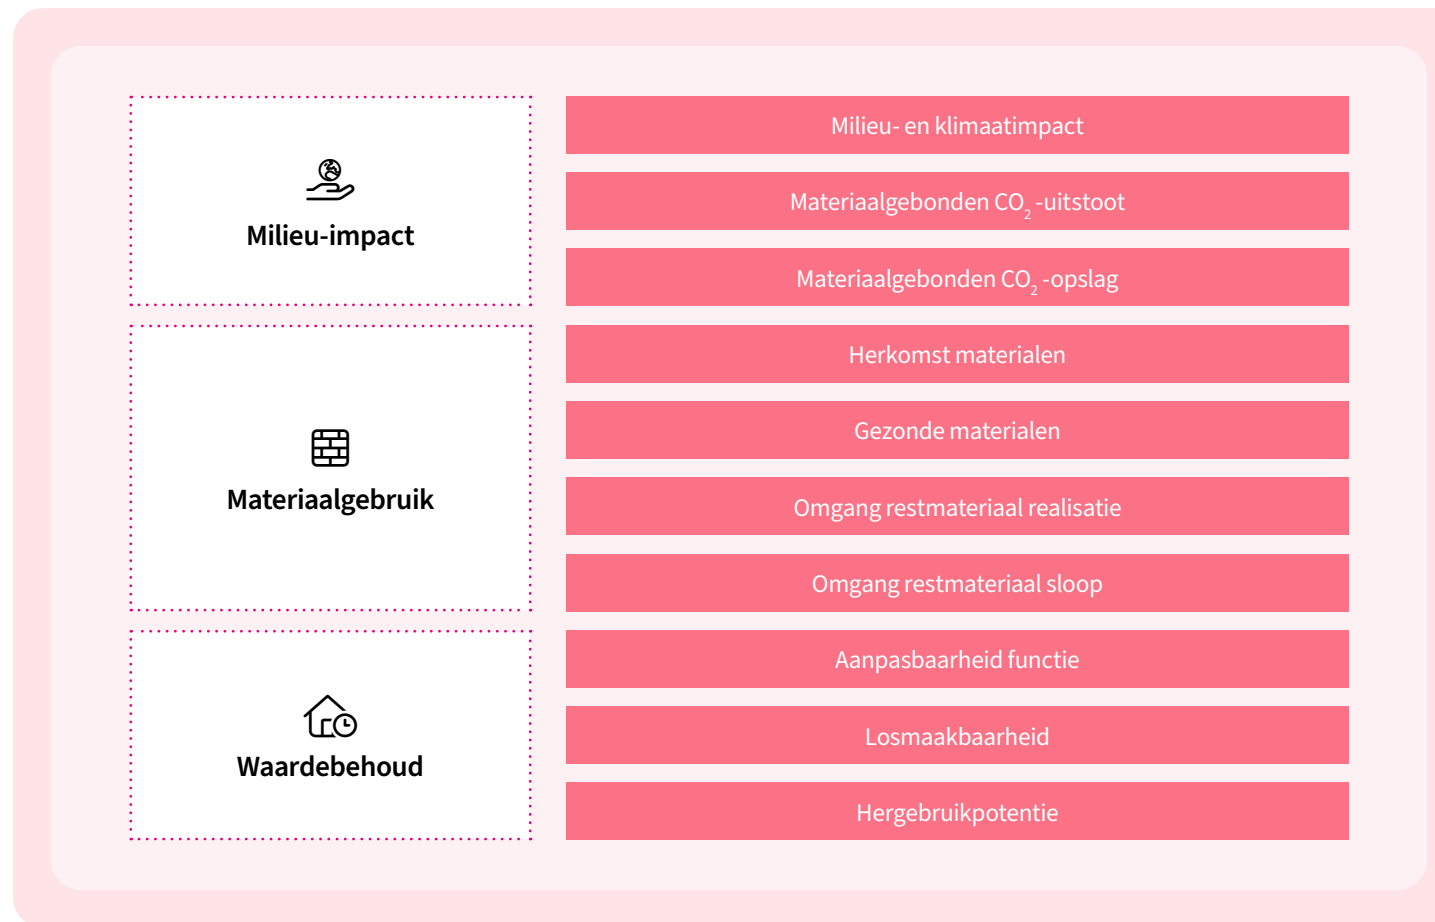 Milieu-impact
Milieu- en klimaatimpact
Materiaalgebonden CO₂ -uitstoot
Materiaalgebonden CO₂ -opslag
Materiaalgebruik
Herkomst materialen
Gezonde materialen
Omgang restmateriaal realisatie
Omgang restmateriaal sloop
Waardebehoud
Aanpasbaarheid functie
Losmaakbaarheid
Hergebruikpotentie